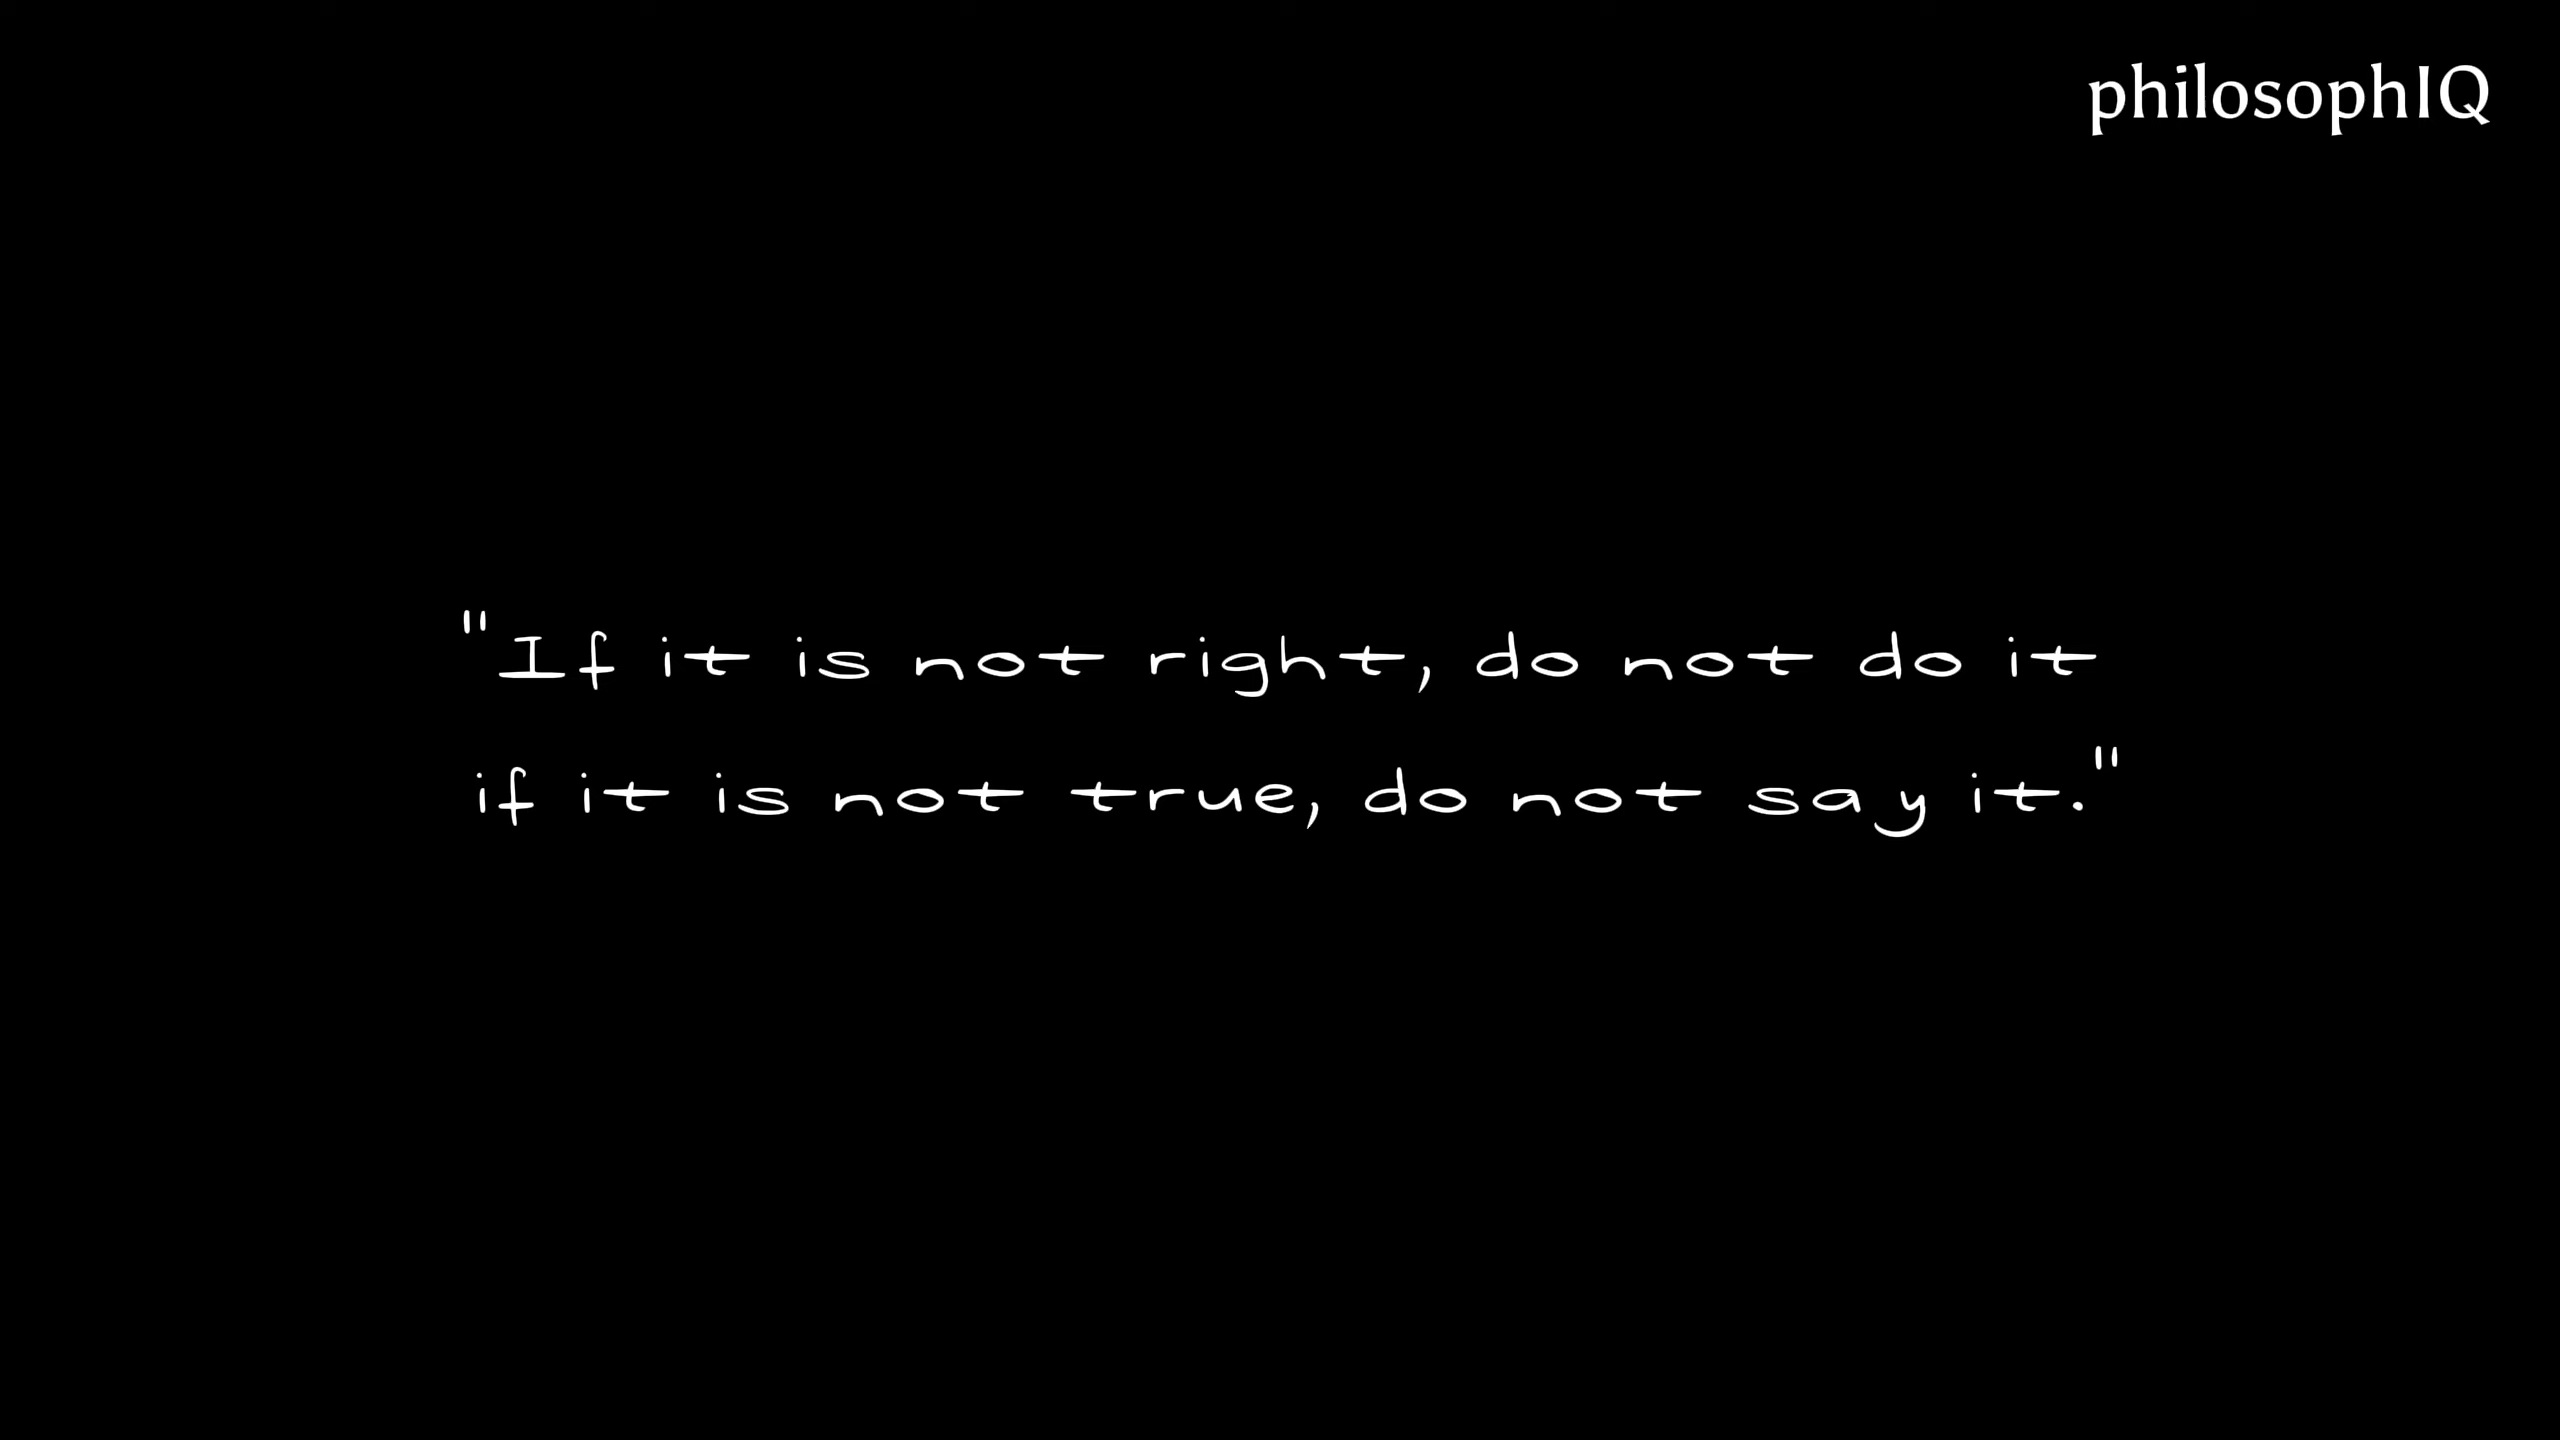 philosophIQ
"If it is not right, do not do it
if it is not true, do not say it."